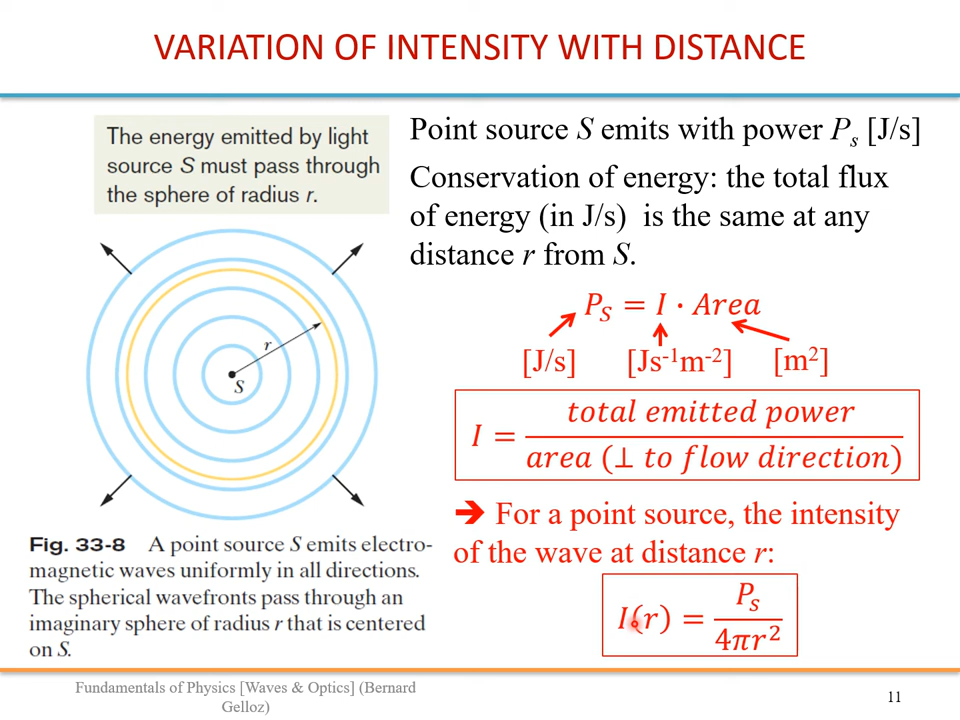 VARIATION OF INTENSITY WITH DISTANCE
The energy emitted by light
source S must pass through
the sphere of radius r.
r
S
Fig. 33-8 A point source S emits electro-
magnetic waves uniformly in all directions.
The spherical wavefronts pass through an
imaginary sphere of radius r that is centered
on S.
Point source S emits with power Pₛ [J/s]
Conservation of energy: the total flux
of energy (in J/s) is the same at any
distance r from S.
P_S = I · Area
[J/s] [Js⁻¹m⁻²] [m²]
I = total emitted power / area (⊥ to flow direction)
➔ For a point source, the intensity
of the wave at distance r:
I(r) = Pₛ / 4πr²
Fundamentals of Physics [Waves & Optics] (Bernard
Gelloz)
11